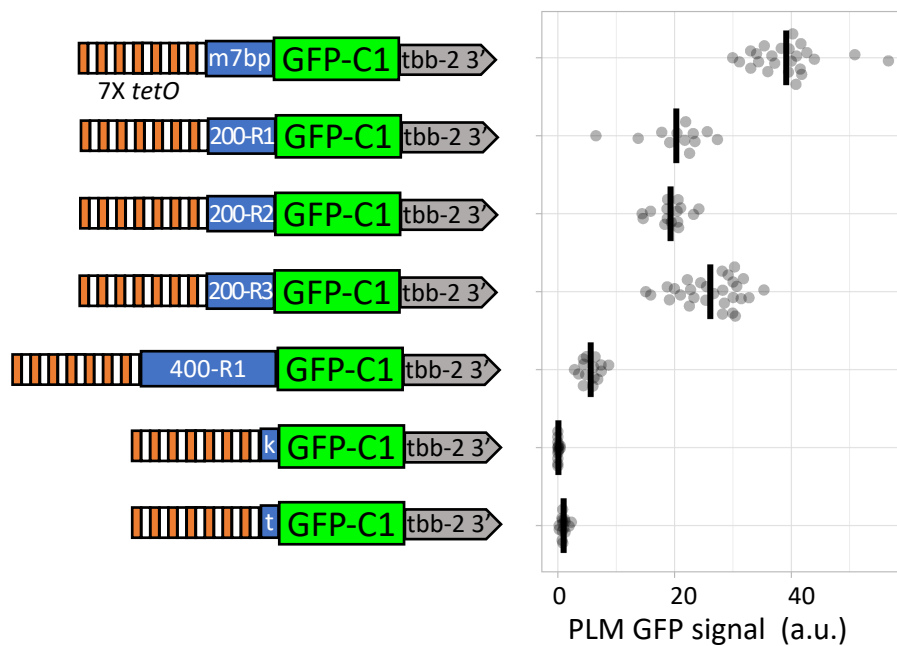 m7bp GFP-C1 tbb-2 3’
7X tetO
200-R1 GFP-C1 tbb-2 3’
200-R2 GFP-C1 tbb-2 3’
200-R3 GFP-C1 tbb-2 3’
400-R1 GFP-C1 tbb-2 3’
k GFP-C1 tbb-2 3’
t GFP-C1 tbb-2 3’
0 20 40
PLM GFP signal (a.u.)